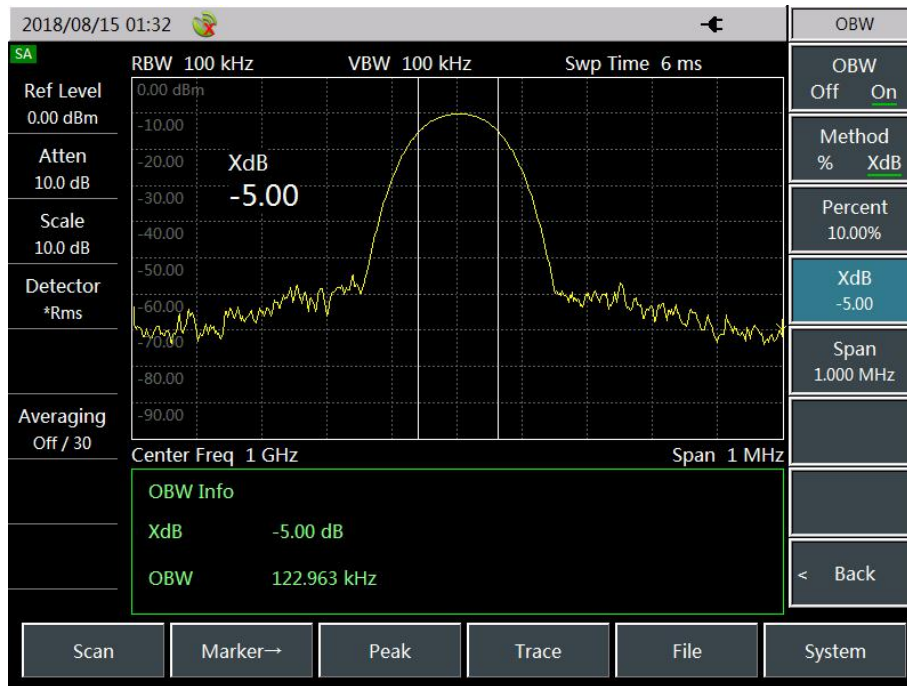 2018/08/15 01:32
OBW
SA
RBW 100 kHz VBW 100 kHz Swp Time 6 ms
Ref Level
0.00 dBm
Atten
10.0 dB
Scale
10.0 dB
Detector
*Rms
Averaging
Off / 30
0.00 dBm
-10.00
-20.00
-30.00
-40.00
-50.00
-60.00
-70.00
-80.00
-90.00
XdB
-5.00
Center Freq 1 GHz Span 1 MHz
OBW Info
XdB -5.00 dB
OBW 122.963 kHz
OBW
Off On
Method
% XdB
Percent
10.00%
XdB
-5.00
Span
1.000 MHz
< Back
Scan Marker→ Peak Trace File System